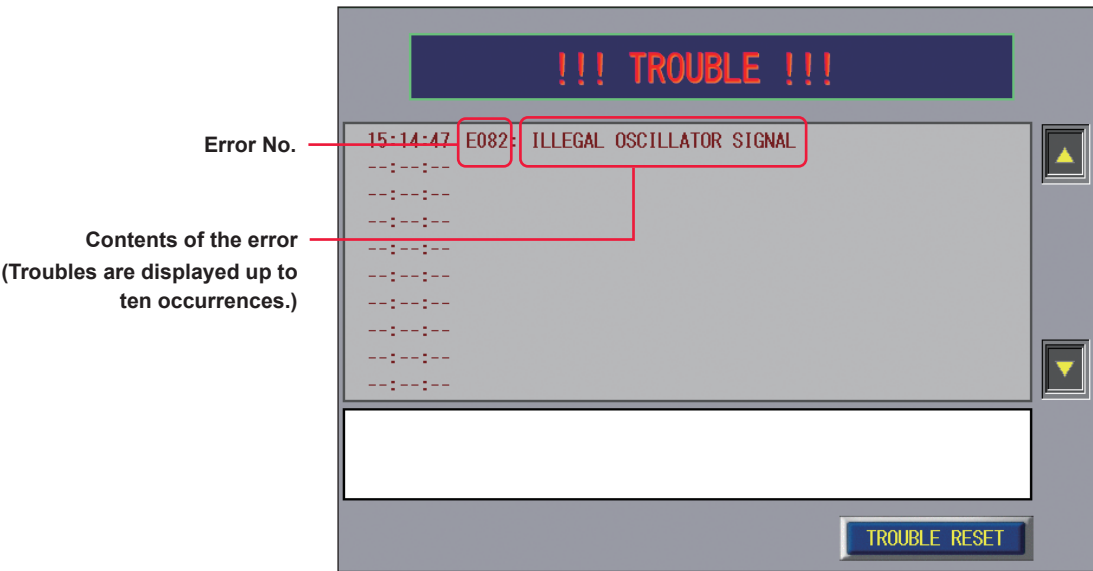 !!! TROUBLE !!!
Error No.
15:14:47 E082: ILLEGAL OSCILLATOR SIGNAL
--:--:--
--:--:--
--:--:--
Contents of the error
--:--:--
(Troubles are displayed up to
--:--:--
ten occurrences.)
--:--:--
--:--:--
--:--:--
--:--:--
TROUBLE RESET